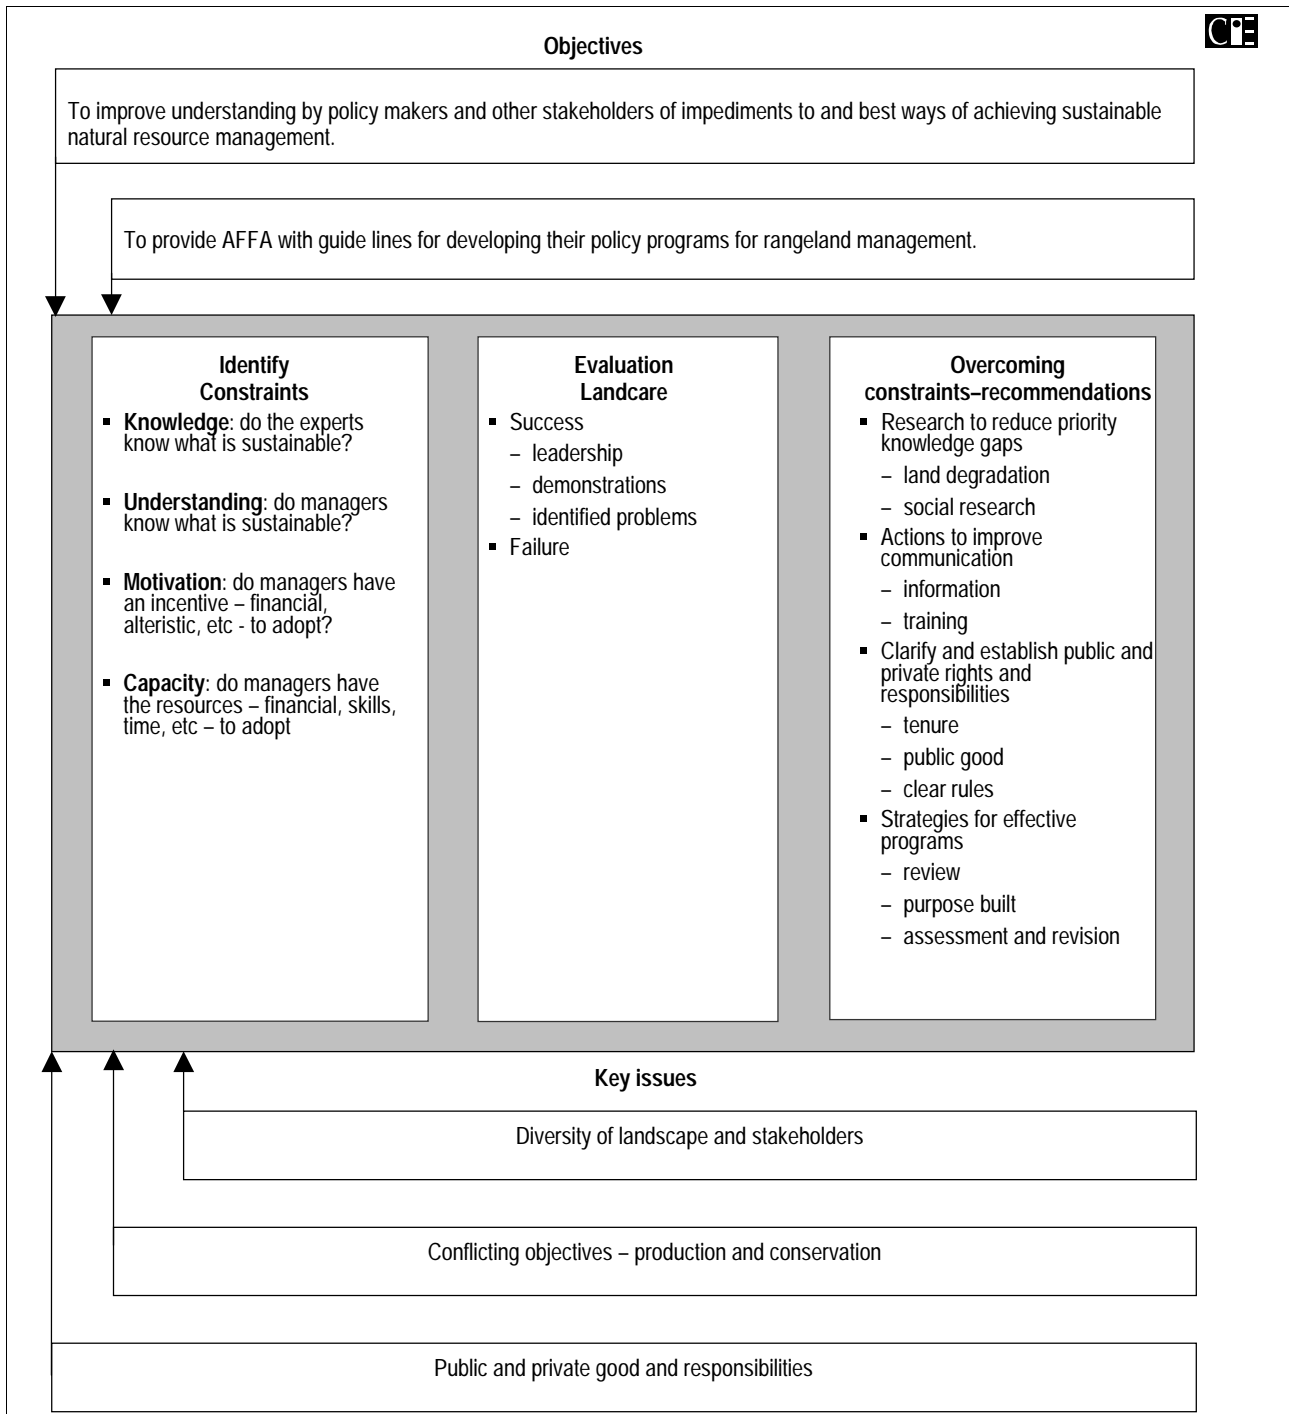 CIE
Objectives
To improve understanding by policy makers and other stakeholders of impediments to and best ways of achieving sustainable
natural resource management.
To provide AFFA with guide lines for developing their policy programs for rangeland management.
Identify
Constraints
▪ Knowledge: do the experts
know what is sustainable?
▪ Understanding: do managers
know what is sustainable?
▪ Motivation: do managers have
an incentive – financial,
alteristic, etc - to adopt?
▪ Capacity: do managers have
the resources – financial, skills,
time, etc – to adopt
Evaluation
Landcare
▪ Success
– leadership
– demonstrations
– identified problems
▪ Failure
Overcoming
constraints–recommendations
▪ Research to reduce priority
knowledge gaps
– land degradation
– social research
▪ Actions to improve
communication
– information
– training
▪ Clarify and establish public and
private rights and
responsibilities
– tenure
– public good
– clear rules
▪ Strategies for effective
programs
– review
– purpose built
– assessment and revision
Key issues
Diversity of landscape and stakeholders
Conflicting objectives – production and conservation
Public and private good and responsibilities